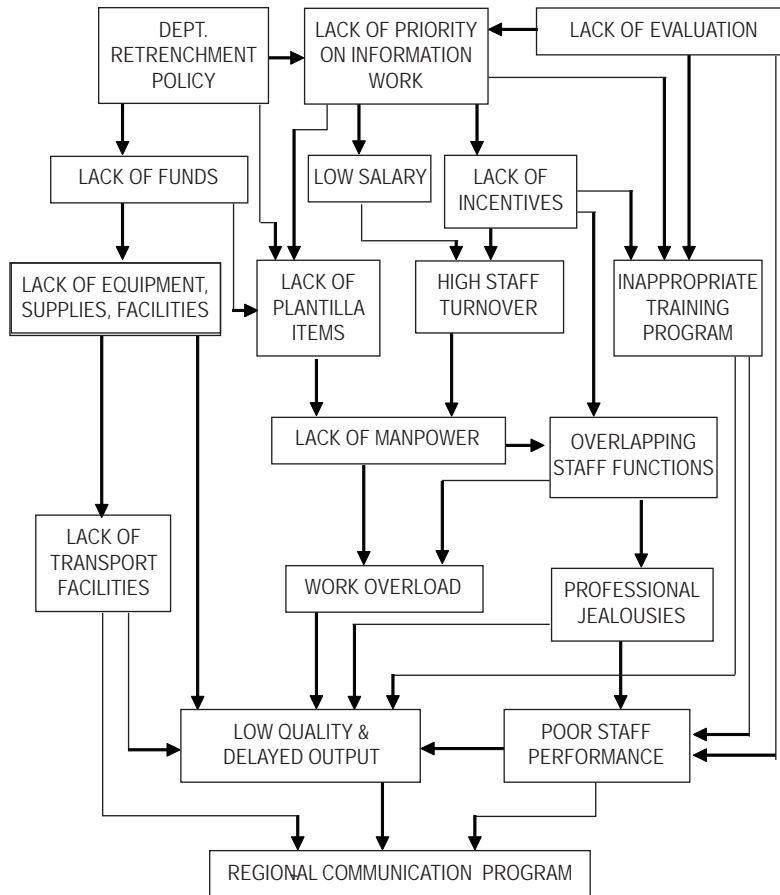 DEPT.
RETRENCHMENT
POLICY
LACK OF PRIORITY
ON INFORMATION
WORK
LACK OF EVALUATION
LACK OF FUNDS
LOW SALARY
LACK OF
INCENTIVES
LACK OF EQUIPMENT,
SUPPLIES, FACILITIES
LACK OF
PLANTILLA
ITEMS
HIGH STAFF
TURNOVER
INAPPROPRIATE
TRAINING
PROGRAM
LACK OF MANPOWER
OVERLAPPING
STAFF FUNCTIONS
LACK OF
TRANSPORT
FACILITIES
WORK OVERLOAD
PROFESSIONAL
JEALOUSIES
LOW QUALITY &
DELAYED OUTPUT
POOR STAFF
PERFORMANCE
REGIONAL COMMUNICATION PROGRAM